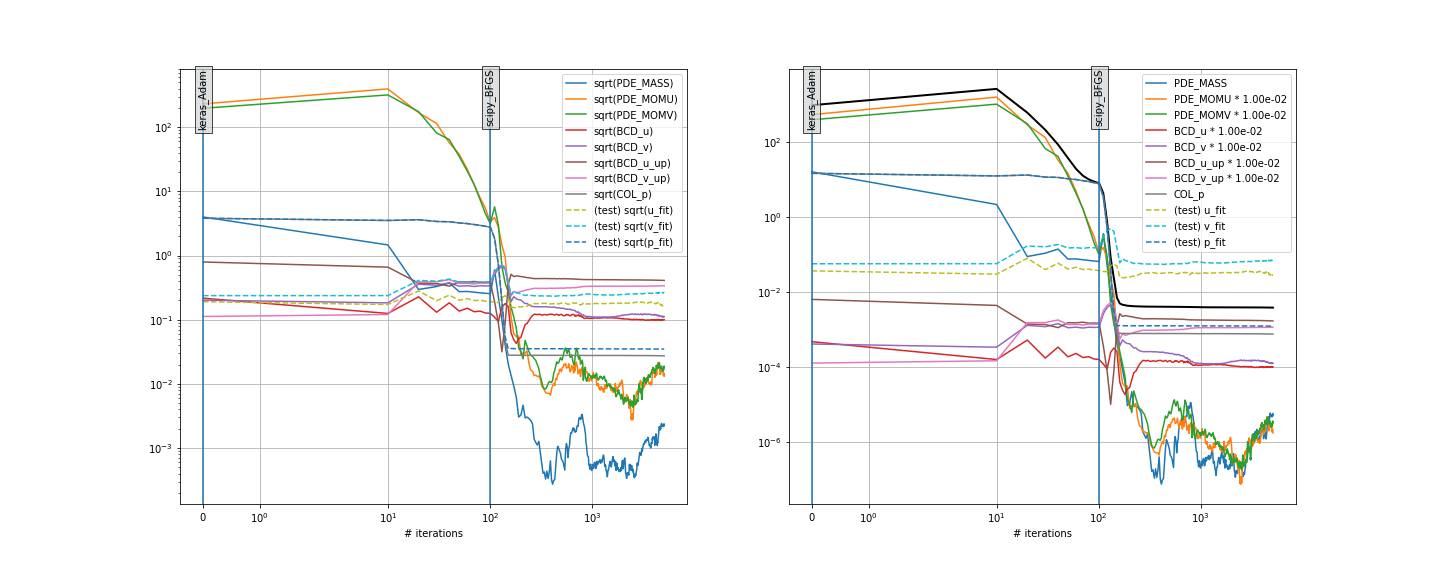 keras_Adam
scipy_BFGS
sqrt(PDE_MASS)
sqrt(PDE_MOMU)
sqrt(PDE_MOMV)
sqrt(BCD_u)
sqrt(BCD_v)
sqrt(BCD_u_up)
sqrt(BCD_v_up)
sqrt(COL_p)
(test) sqrt(u_fit)
(test) sqrt(v_fit)
(test) sqrt(p_fit)
10²
10¹
10⁰
10⁻¹
10⁻²
10⁻³
0 10⁰ 10¹ 10² 10³
# iterations
keras_Adam
scipy_BFGS
PDE_MASS
PDE_MOMU * 1.00e-02
PDE_MOMV * 1.00e-02
BCD_u * 1.00e-02
BCD_v * 1.00e-02
BCD_u_up * 1.00e-02
BCD_v_up * 1.00e-02
COL_p
(test) u_fit
(test) v_fit
(test) p_fit
10²
10⁰
10⁻²
10⁻⁴
10⁻⁶
0 10⁰ 10¹ 10² 10³
# iterations